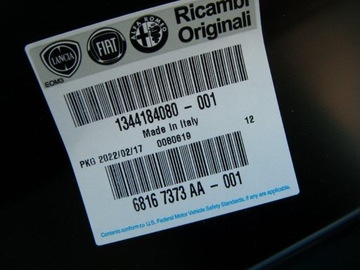 LANCIA
FIAT
ALFA ROMEO
Ricambi
Originali
EOMG
1344184080 -001
Made in Italy
PKG 2022/02/17 0080619 12
6816 7373 AA -001
Contents conform to U.S. Federal Motor Vehicle Safety Standards, if any are applicable.